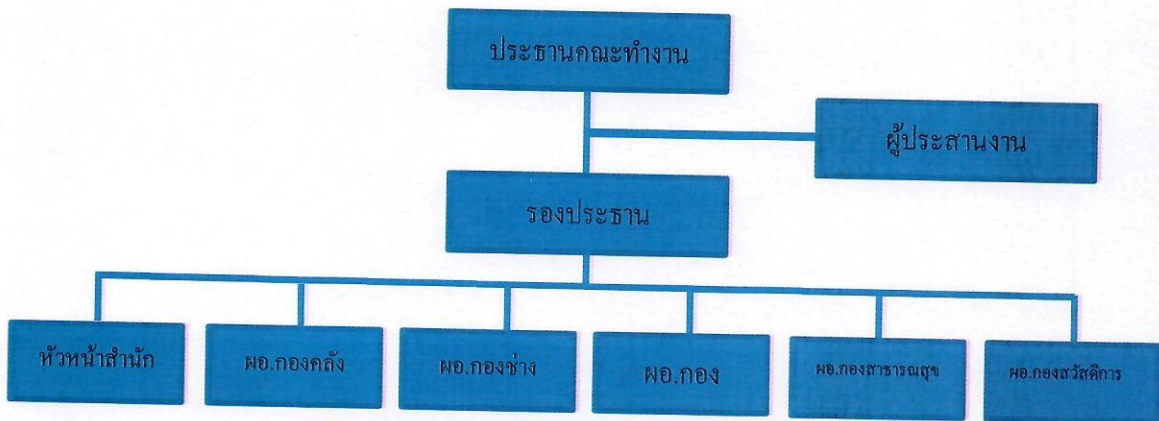 ประธานคณะทำงาน
ผู้ประสานงาน
รองประธาน
หัวหน้าสำนัก
ผอ.กองคลัง
ผอ.กองช่าง
ผอ.กอง
ผอ.กองสาธารณสุข
ผอ.กองสวัสดิการ